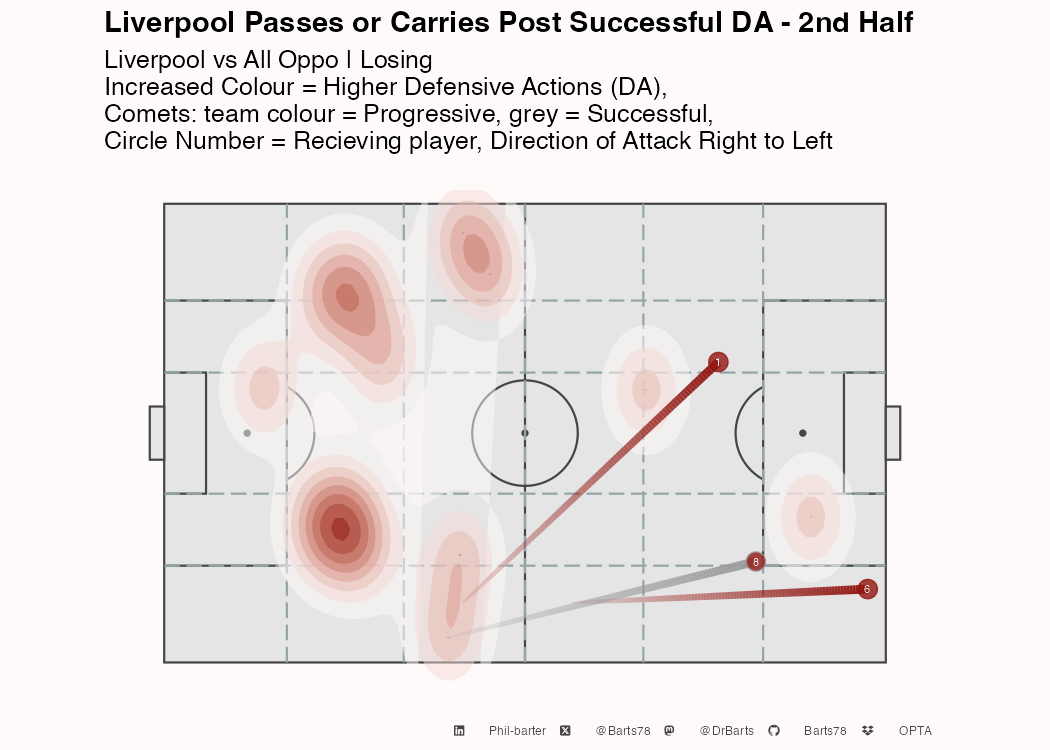 Liverpool Passes or Carries Post Successful DA - 2nd Half
Liverpool vs All Oppo | Losing
Increased Colour = Higher Defensive Actions (DA),
Comets: team colour = Progressive, grey = Successful,
Circle Number = Recieving player, Direction of Attack Right to Left
1
8
6
Phil-barter @Barts78 @DrBarts Barts78 OPTA